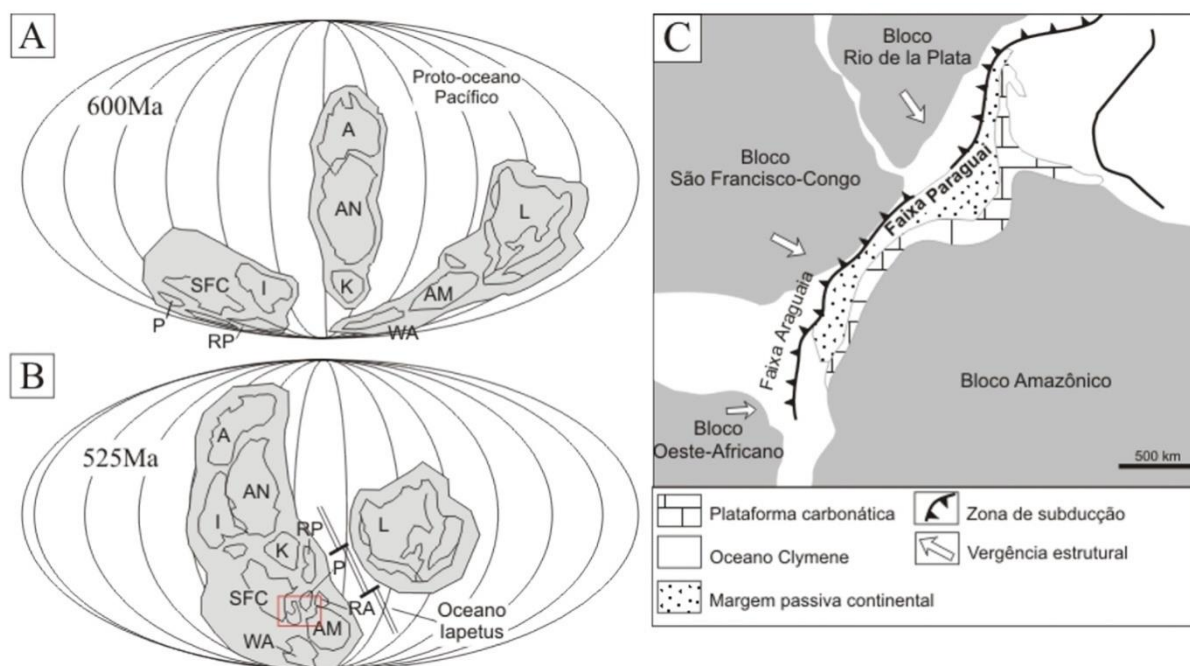 A
600Ma
Proto-oceano
Pacífico
A
AN
K
L
AM
WA
SFC
I
P
RP
B
525Ma
A
AN
I
K
RP
L
P
SFC
RA
AM
WA
Oceano
Iapetus
C
Bloco
Rio de la Plata
Bloco
São Francisco-Congo
Faixa Paraguai
Faixa Araguaia
Bloco Amazônico
Bloco
Oeste-Africano
500 km
Plataforma carbonática
Zona de subducção
Oceano Clymene
Vergência estrutural
Margem passiva continental